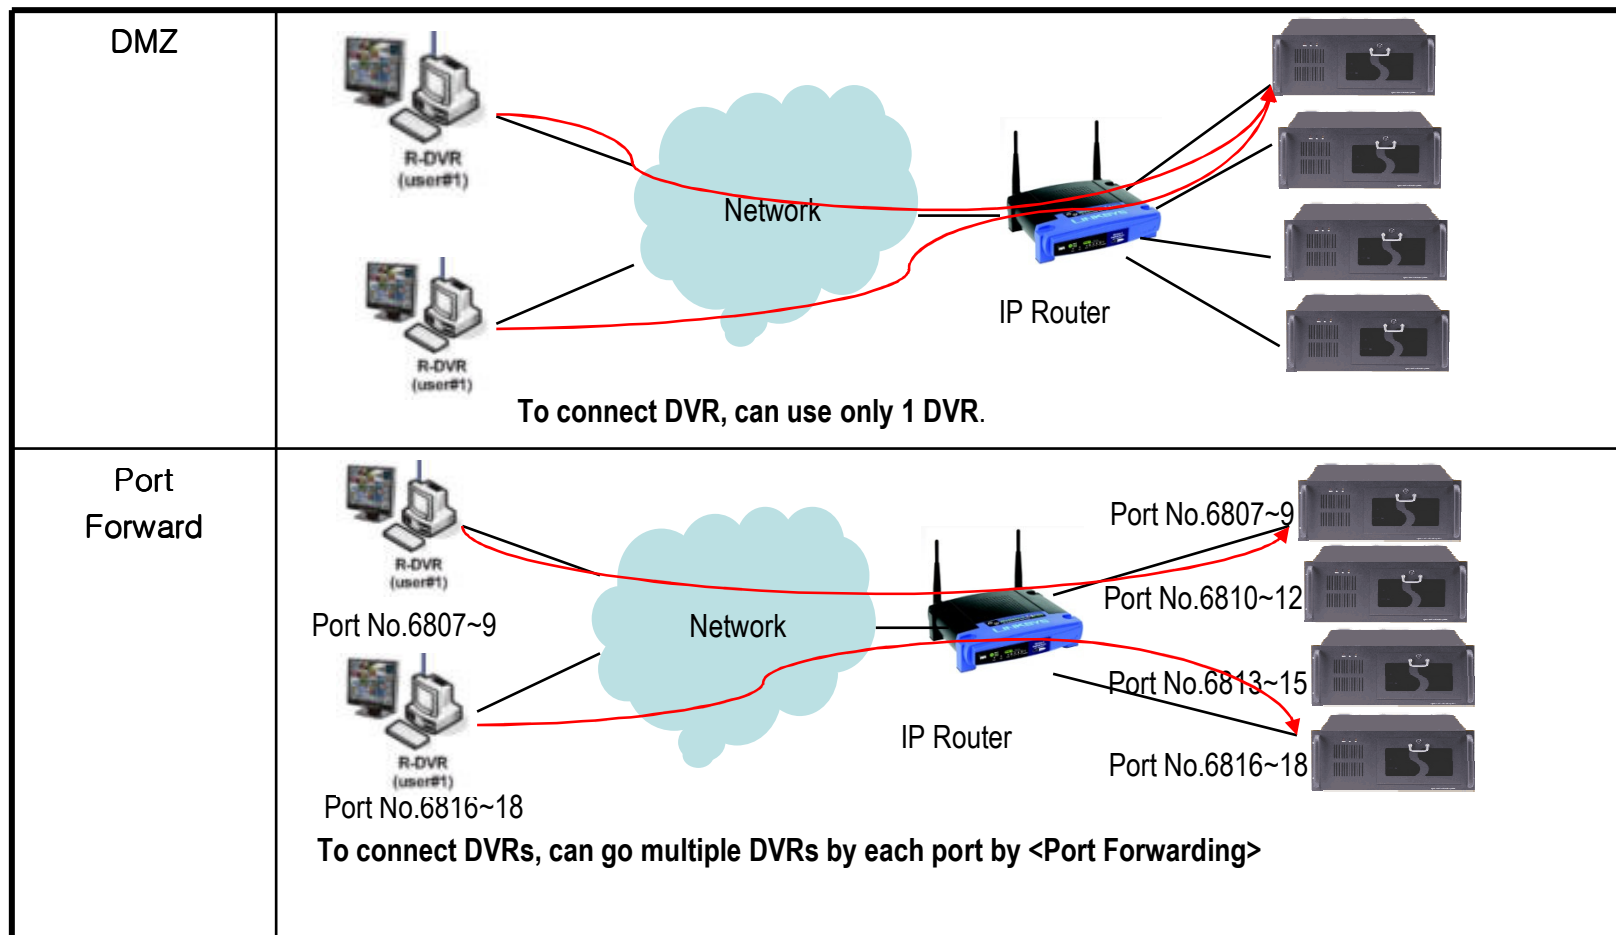 DMZ
R-DVR
(user#1)
Network
LINKSYS
IP Router
R-DVR
(user#1)
To connect DVR, can use only 1 DVR.
Port
Forward
R-DVR
(user#1)
Port No.6807~9
Port No.6807~9
Port No.6810~12
Network
LINKSYS
Port No.6813~15
IP Router
R-DVR
(user#1)
Port No.6816~18
Port No.6816~18
To connect DVRs, can go multiple DVRs by each port by <Port Forwarding>